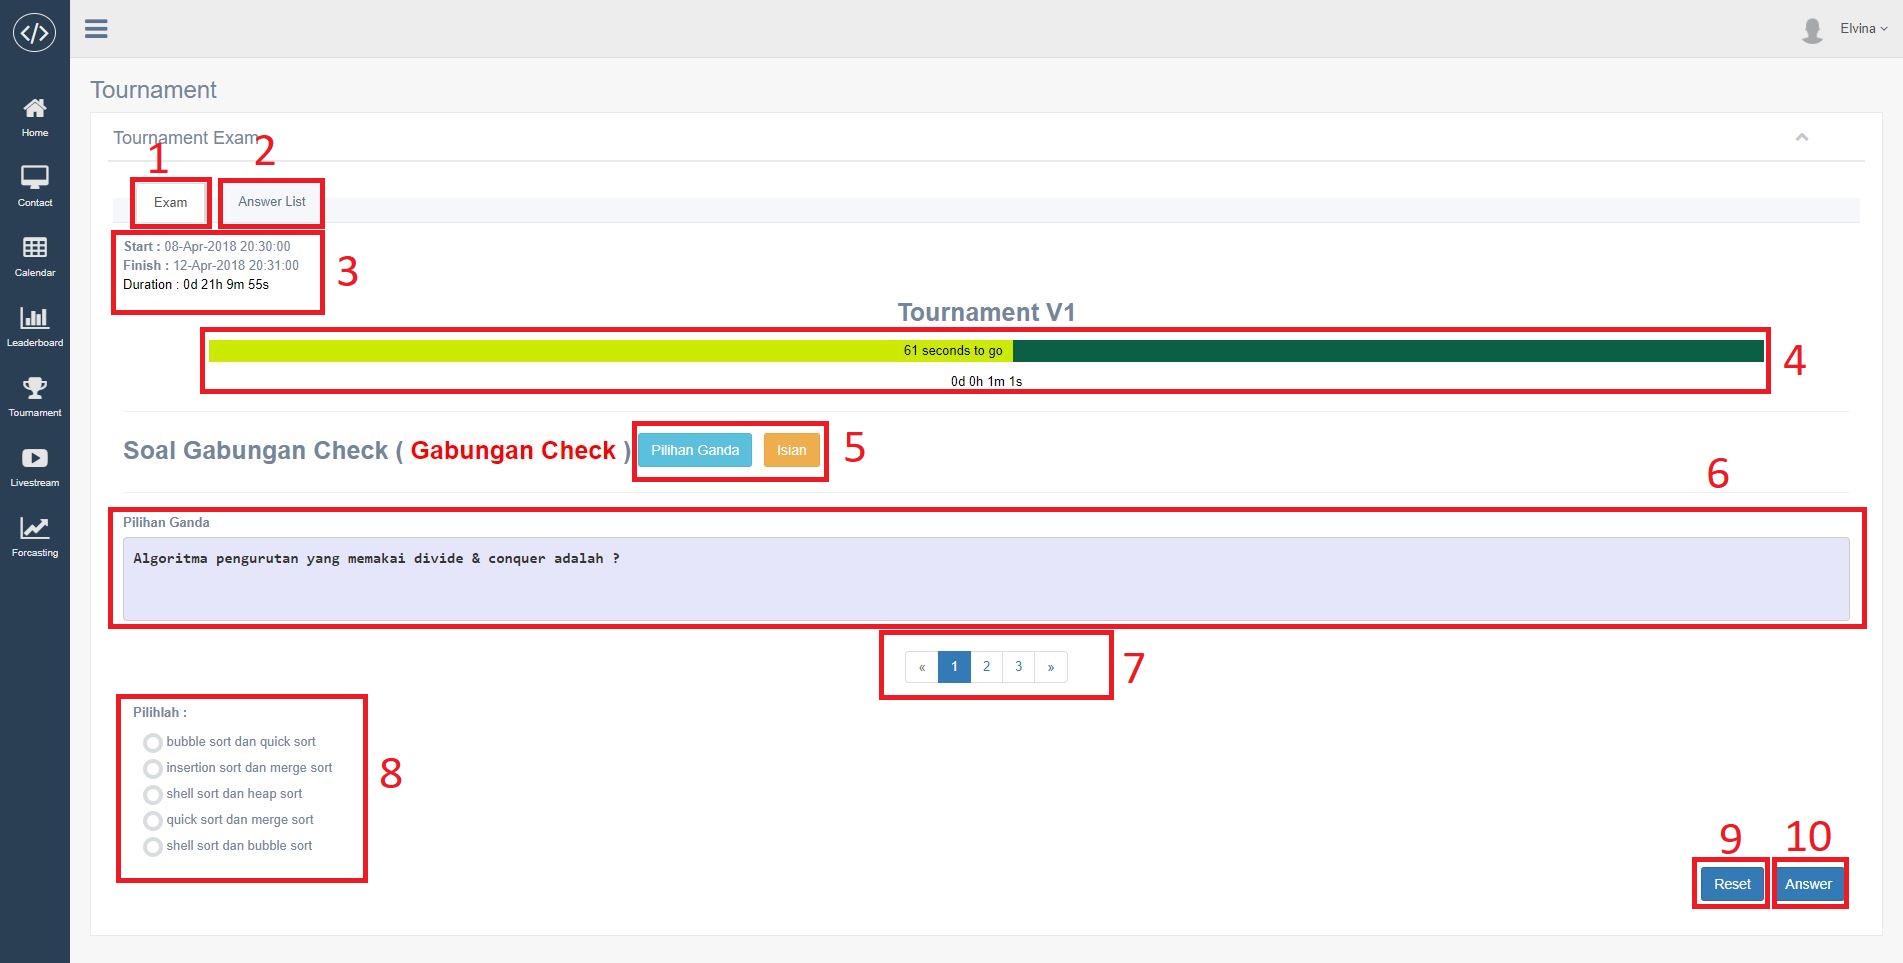 </>
Elvina
Home
Contact
Calendar
Leaderboard
Tournament
Livestream
Forcasting
Tournament
Tournament Exam
1
2
Exam
Answer List
Start : 08-Apr-2018 20:30:00
Finish : 12-Apr-2018 20:31:00
Duration : 0d 21h 9m 55s
3
Tournament V1
61 seconds to go
0d 0h 1m 1s
4
Soal Gabungan Check ( Gabungan Check ) Pilihan Ganda Isian
5
6
Pilihan Ganda
Algoritma pengurutan yang memakai divide & conquer adalah ?
« 1 2 3 »
7
Pilihlah :
bubble sort dan quick sort
insertion sort dan merge sort
shell sort dan heap sort
quick sort dan merge sort
shell sort dan bubble sort
8
9
10
Reset
Answer